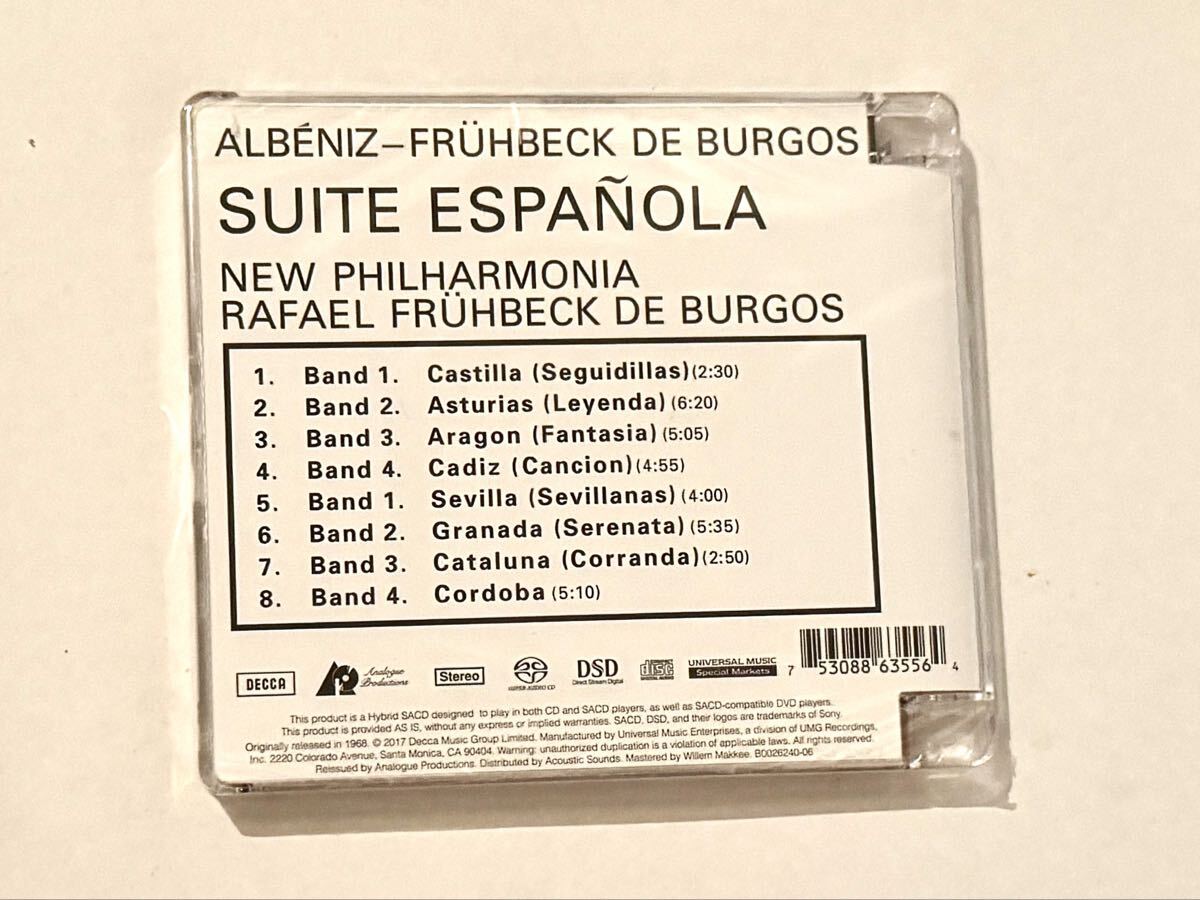 ALBÉNIZ–FRÜHBECK DE BURGOS
SUITE ESPAÑOLA
NEW PHILHARMONIA
RAFAEL FRÜHBECK DE BURGOS
1. Band 1. Castilla (Seguidillas) (2:30)
2. Band 2. Asturias (Leyenda) (6:20)
3. Band 3. Aragon (Fantasia) (5:05)
4. Band 4. Cadiz (Cancion) (4:55)
5. Band 1. Sevilla (Sevillanas) (4:00)
6. Band 2. Granada (Serenata) (5:35)
7. Band 3. Cataluna (Corranda) (2:50)
8. Band 4. Cordoba (5:10)
DECCA
AP Analogue Productions
Stereo
SUPER AUDIO CD
DSD
Direct Stream Digital
disc
DIGITAL AUDIO
UNIVERSAL MUSIC
Special Markets
7 53088 63556 4
This product is a Hybrid SACD designed to play in both CD and SACD players, as well as SACD-compatible DVD players.
This product is provided AS IS, without any express or implied warranties. SACD, DSD, and their logos are trademarks of Sony.
Originally released in 1968. © 2017 Decca Music Group Limited. Manufactured by Universal Music Enterprises, a division of UMG Recordings,
Inc. 2220 Colorado Avenue, Santa Monica, CA 90404. Warning: unauthorized duplication is a violation of applicable laws. All rights reserved.
Reissued by Analogue Productions. Distributed by Acoustic Sounds. Mastered by Willem Makkee. B0026240-06